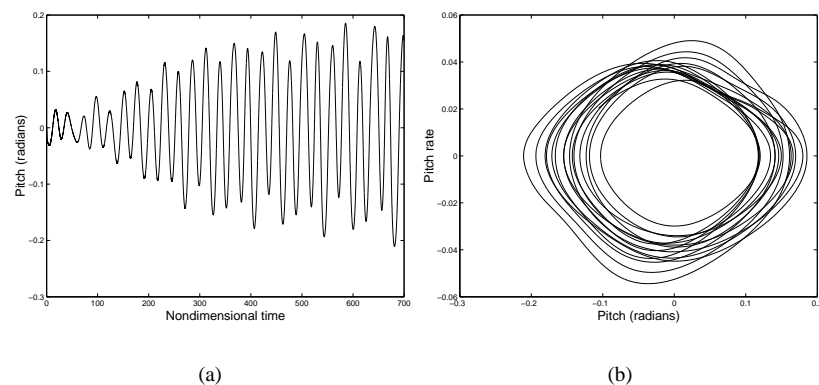 0.2
0.1
0
−0.1
−0.2
−0.3
Pitch (radians)
0 100 200 300 400 500 600 700
Nondimensional time
(a)
0.06
0.04
0.02
0
−0.02
−0.04
−0.06
Pitch rate
−0.3 −0.2 −0.1 0 0.1
Pitch (radians)
(b)